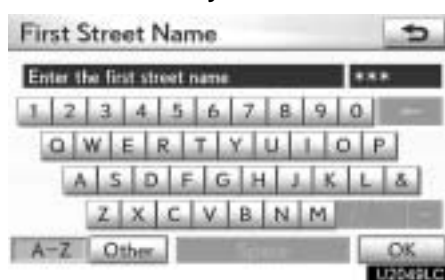 First Street Name
Enter the first street name ***
1 2 3 4 5 6 7 8 9 0 ←
Q W E R T Y U I O P
A S D F G H J K L &
Z X C V B N M
A-Z Other OK
U2049LC